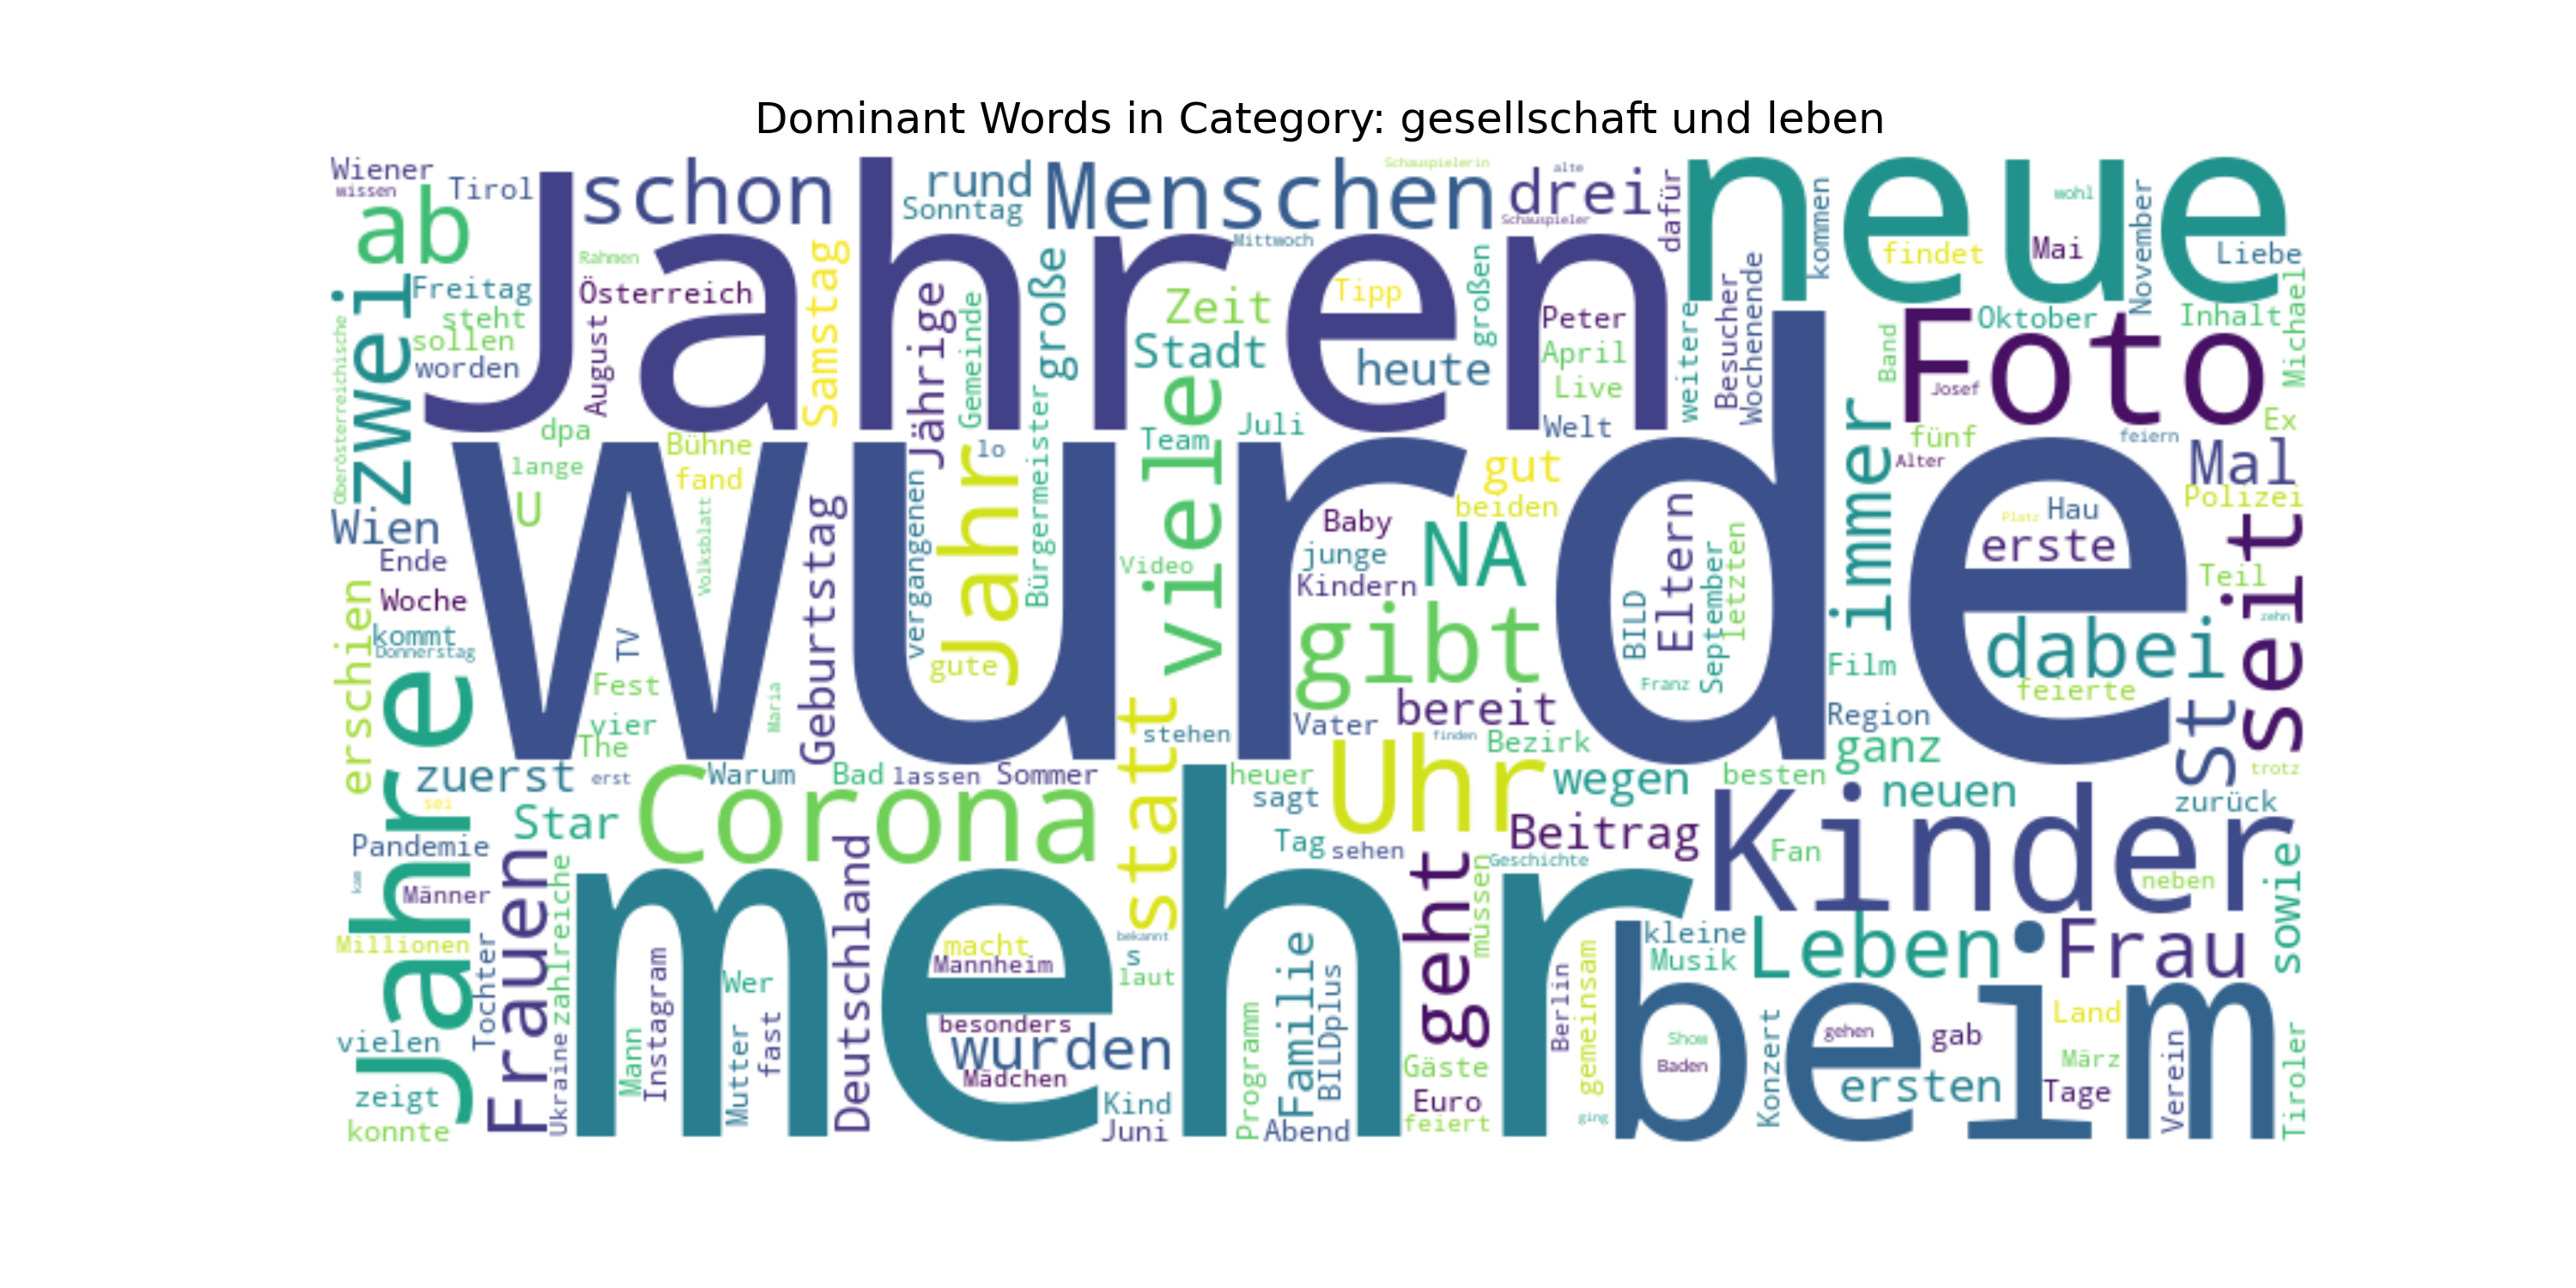 Dominant Words in Category: gesellschaft und leben
Wiener
wissen
Tirol
ab
schon
Jahren
rund
Sonntag
Menschen
Schauspielerin
drei
alte
Schauspieler
dafür
neue
kommen
wohl
findet
Mai
November
Liebe
Mittwoch
Rahmen
Samstag
zwei
Freitag
steht
sollen
worden
Österreich
August
Jährige
Gemeinde
große
Zeit
Stadt
Tipp
heute
großen
Peter
April
Live
Welt
weitere
Besucher
Wochenende
Band
Foto
Josef
Oktober
Inhalt
Michael
Ex
Oberösterreichische
dpa
lange
U
Bühne
fand
Volksblatt
wurde
lo
Jahr
vergangenen
Bürgermeister
Team
Juli
viele
Video
gut
beiden
Baby
junge
Kindern
NA
gibt
BILD
Eltern
September
letzten
Franz
immer
fünf
Alter
feiern
Mal
Polizei
Platz
Hau
erste
seit
Teil
zehn
dabei
feierte
Wien
Ende
Woche
erschien
kommt
Donnerstag
TV
Fest
vier
The
Maria
Geburtstag
gute
statt
stehen
Vater
bereit
finden
Bezirk
Film
Region
ganz
st
trotz
zurück
Jahre
zuerst
erst
sei
Star
Corona
Warum
Bad
lassen
Sommer
heuer
sagt
Uhr
wegen
besten
neuen
Beitrag
Kinder
Fan
neben
sowie
Pandemie
kam
Männer
Millionen
Tochter
Frauen
zahlreiche
Tag
sehen
Geschichte
müssen
geht
mehr
Deutschland
macht
Mannheim
bekannt
s
laut
kleine
Musik
Leben
Frau
vielen
zeigt
konnte
Ukraine
Mann
Instagram
Wer
Mutter
fast
besonders
wurden
Mädchen
Kind
Juni
Programm
Familie
BILDplus
Abend
Gäste
Euro
feiert
Berlin
gemeinsam
ging
beim
Show
Baden
Konzert
gehen
gab
ersten
Land
März
Tage
Verein
Tiroler